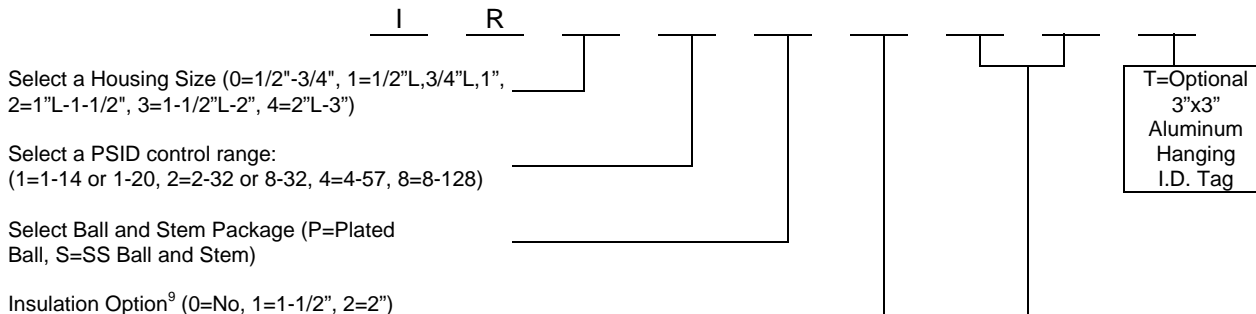 I R
Select a Housing Size (0=1/2"-3/4", 1=1/2”L,3/4”L,1”,
2=1”L-1-1/2", 3=1-1/2”L-2”, 4=2”L-3”)
T=Optional
3”x3”
Aluminum
Hanging
I.D. Tag
Select a PSID control range:
(1=1-14 or 1-20, 2=2-32 or 8-32, 4=4-57, 8=8-128)
Select Ball and Stem Package (P=Plated
Ball, S=SS Ball and Stem)
Insulation Option⁹ (0=No, 1=1-1/2”, 2=2”)